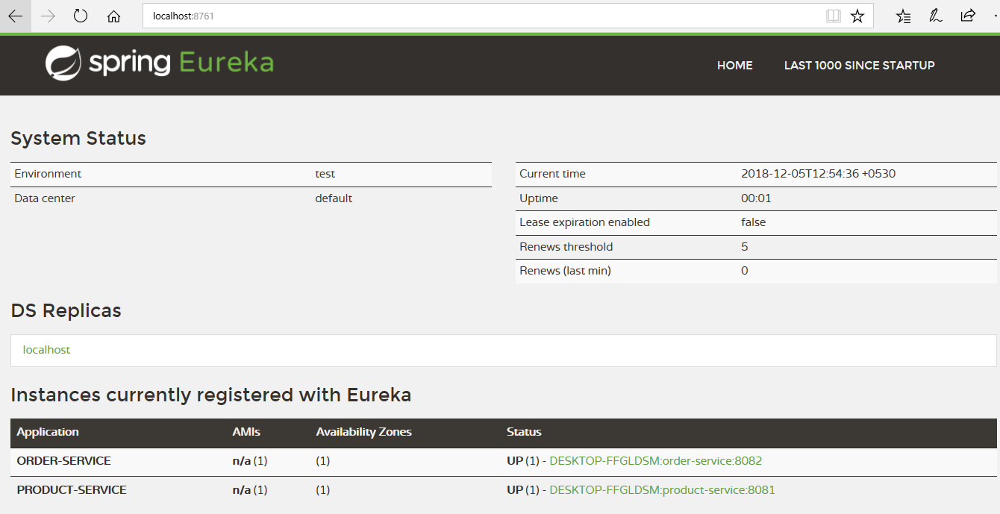 localhost:8761
spring Eureka
HOME LAST 1000 SINCE STARTUP
System Status
Environment test
Data center default
Current time 2018-12-05T12:54:36 +0530
Uptime 00:01
Lease expiration enabled false
Renews threshold 5
Renews (last min) 0
DS Replicas
localhost
Instances currently registered with Eureka
Application AMIs Availability Zones Status
ORDER-SERVICE n/a (1) (1) UP (1) - DESKTOP-FFGLDSM:order-service:8082
PRODUCT-SERVICE n/a (1) (1) UP (1) - DESKTOP-FFGLDSM:product-service:8081